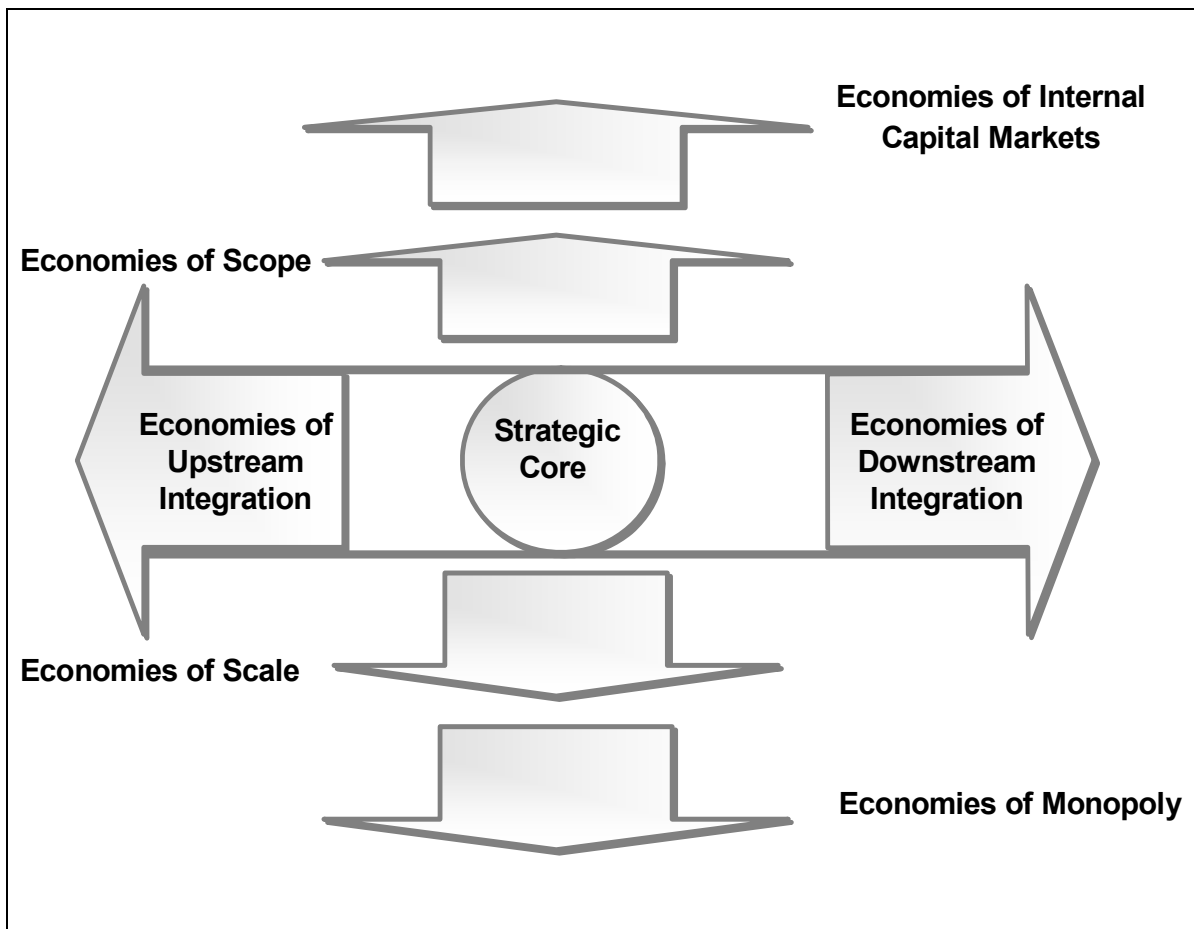 Economies of Internal
Capital Markets
Economies of Scope
Economies of
Upstream
Integration
Strategic
Core
Economies of
Downstream
Integration
Economies of Scale
Economies of Monopoly